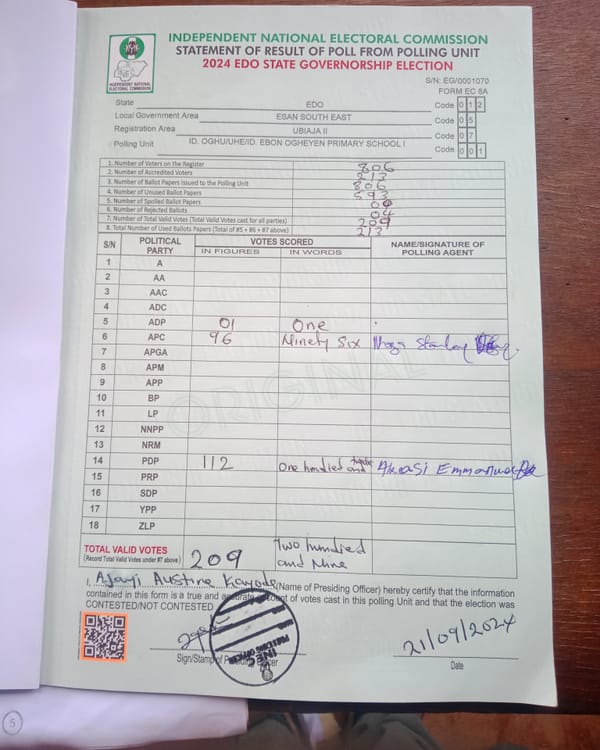 INDEPENDENT NATIONAL ELECTORAL COMMISSION
STATEMENT OF RESULT OF POLL FROM POLLING UNIT
2024 EDO STATE GOVERNORSHIP ELECTION
INEC
INDEPENDENT NATIONAL
ELECTORAL COMMISSION
S/N: EG/0001070
FORM EC 8A
State EDO Code 0 1 2
Local Government Area ESAN SOUTH EAST Code 0 5
Registration Area UBIAJA II Code 0 7
Polling Unit ID. OGHU/UHE/ID. EBON OGHEYEN PRIMARY SCHOOL I Code 0 0 1
1. Number of Voters on the Register 806
2. Number of Accredited Voters 213
3. Number of Ballot Papers Issued to the Polling Unit 806
4. Number of Unused Ballot Papers 593
5. Number of Spoiled Ballot Papers
6. Number of Rejected Ballots 04
7. Number of Total Valid Votes (Total Valid Votes cast for all parties) 209
8. Total Number of Used Ballots Papers (Total of #5 + #6 + #7 above) 213
S/N POLITICAL PARTY VOTES SCORED NAME/SIGNATURE OF POLLING AGENT
IN FIGURES IN WORDS
1 A
2 AA
3 AAC
4 ADC
5 ADP 01 One
6 APC 96 Ninety Six Stanley
7 APGA
8 APM
9 APP
10 BP
11 LP
12 NNPP
13 NRM
14 PDP 112 One hundred and twelve Emmanuel
15 PRP
16 SDP
17 YPP
18 ZLP
ORIGINAL
TOTAL VALID VOTES 209 Two hundred
(Record Total Valid Votes under #7 above) and Nine
I, Ajayi Austine Kayode (Name of Presiding Officer) hereby certify that the information
contained in this form is a true and of votes cast in this polling Unit and that the election was
CONTESTED/NOT CONTESTED
INEC
PRESIDING OFFICER
21/09/2024
Sign/Stamp of Date
5